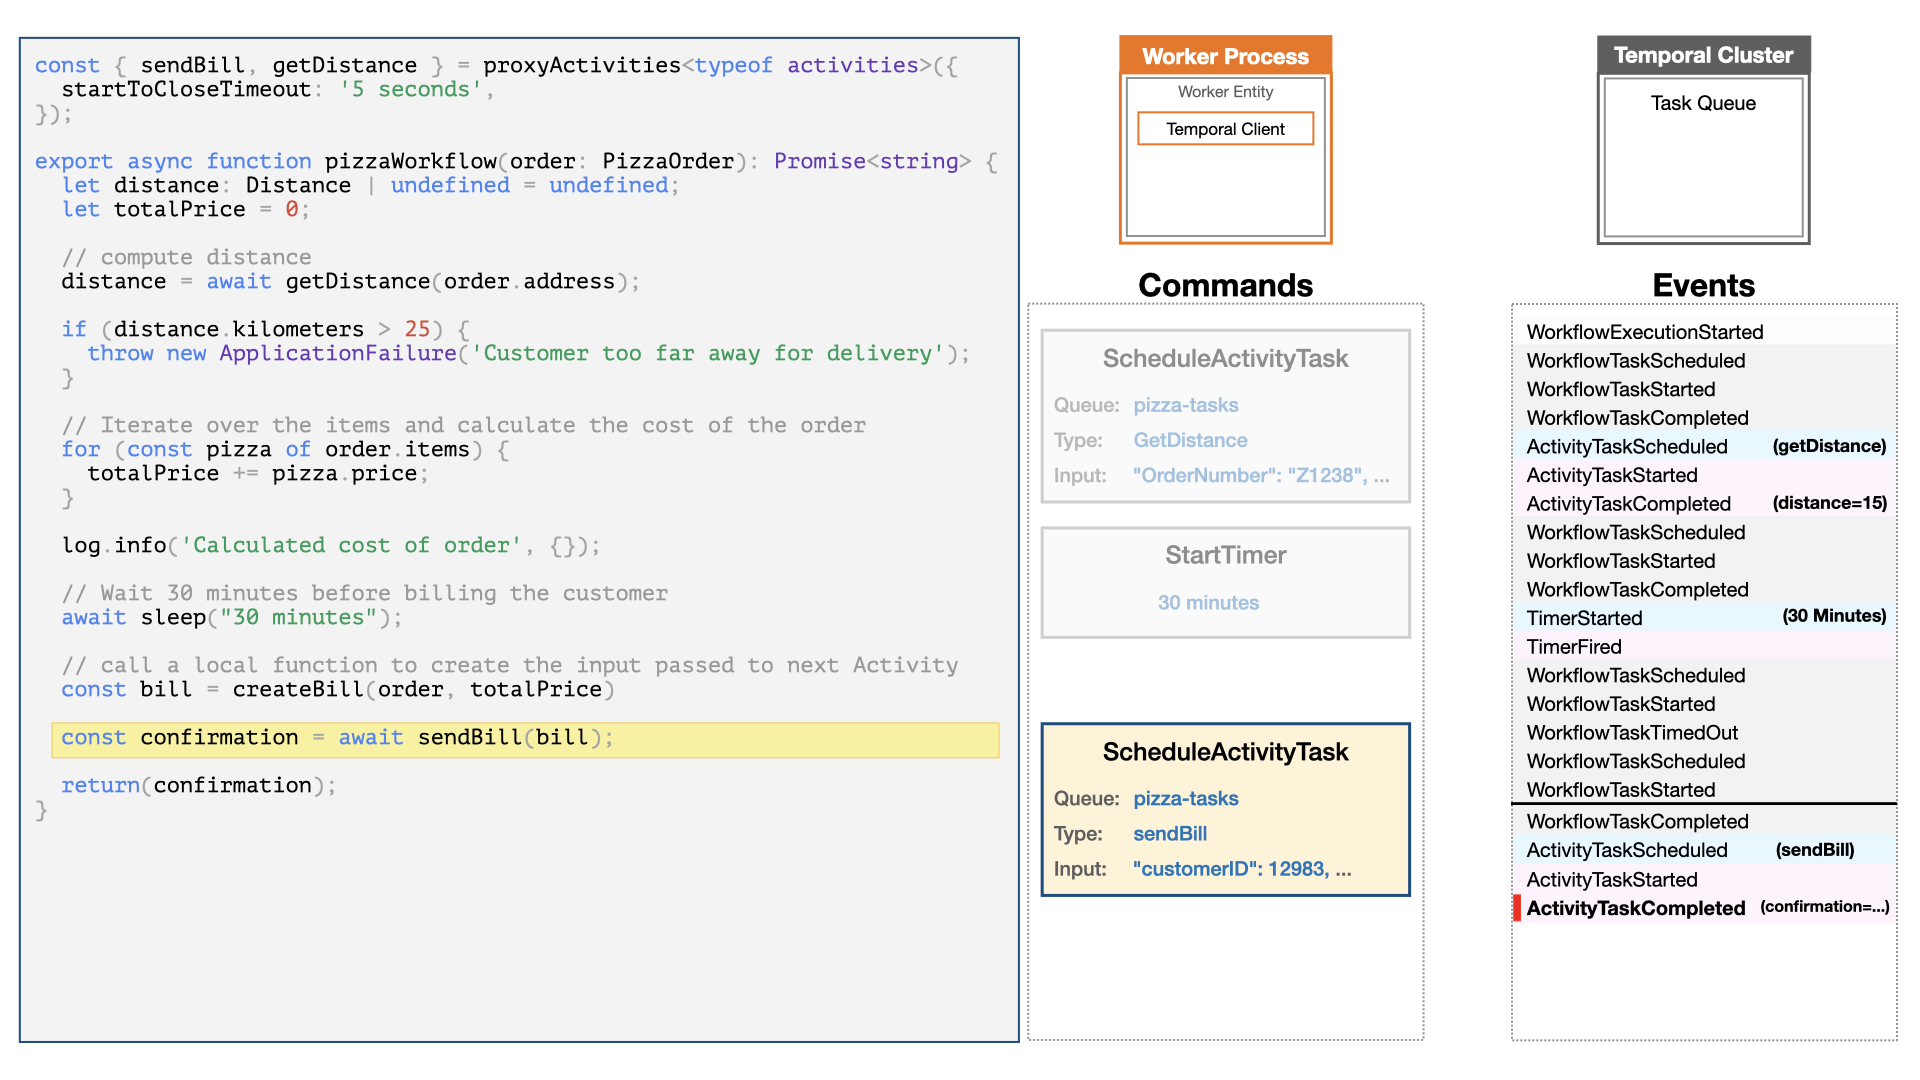 const { sendBill, getDistance } = proxyActivities<typeof activities>({
  startToCloseTimeout: '5 seconds',
});

export async function pizzaWorkflow(order: PizzaOrder): Promise<string> {
  let distance: Distance | undefined = undefined;
  let totalPrice = 0;

  // compute distance
  distance = await getDistance(order.address);

  if (distance.kilometers > 25) {
    throw new ApplicationFailure('Customer too far away for delivery');
  }

  // Iterate over the items and calculate the cost of the order
  for (const pizza of order.items) {
    totalPrice += pizza.price;
  }

  log.info('Calculated cost of order', {});

  // Wait 30 minutes before billing the customer
  await sleep("30 minutes");

  // call a local function to create the input passed to next Activity
  const bill = createBill(order, totalPrice)

  const confirmation = await sendBill(bill);

  return(confirmation);
}
Worker Process
Worker Entity
Temporal Client
Commands
ScheduleActivityTask
Queue: pizza-tasks
Type: GetDistance
Input: "OrderNumber": "Z1238", ...
StartTimer
30 minutes
ScheduleActivityTask
Queue: pizza-tasks
Type: sendBill
Input: "customerID": 12983, ...
Temporal Cluster
Task Queue
Events
WorkflowExecutionStarted
WorkflowTaskScheduled
WorkflowTaskStarted
WorkflowTaskCompleted
ActivityTaskScheduled (getDistance)
ActivityTaskStarted
ActivityTaskCompleted (distance=15)
WorkflowTaskScheduled
WorkflowTaskStarted
WorkflowTaskCompleted
TimerStarted (30 Minutes)
TimerFired
WorkflowTaskScheduled
WorkflowTaskStarted
WorkflowTaskTimedOut
WorkflowTaskScheduled
WorkflowTaskStarted
WorkflowTaskCompleted
ActivityTaskScheduled (sendBill)
ActivityTaskStarted
ActivityTaskCompleted (confirmation=...)